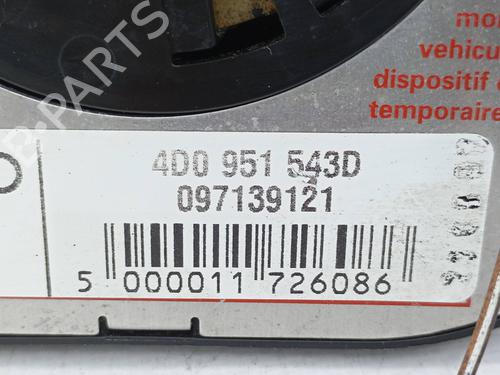 mo
vehicu
dispositif
temporaire
4D0 951 543D
097139121
5 000011 726086
B-PARTS